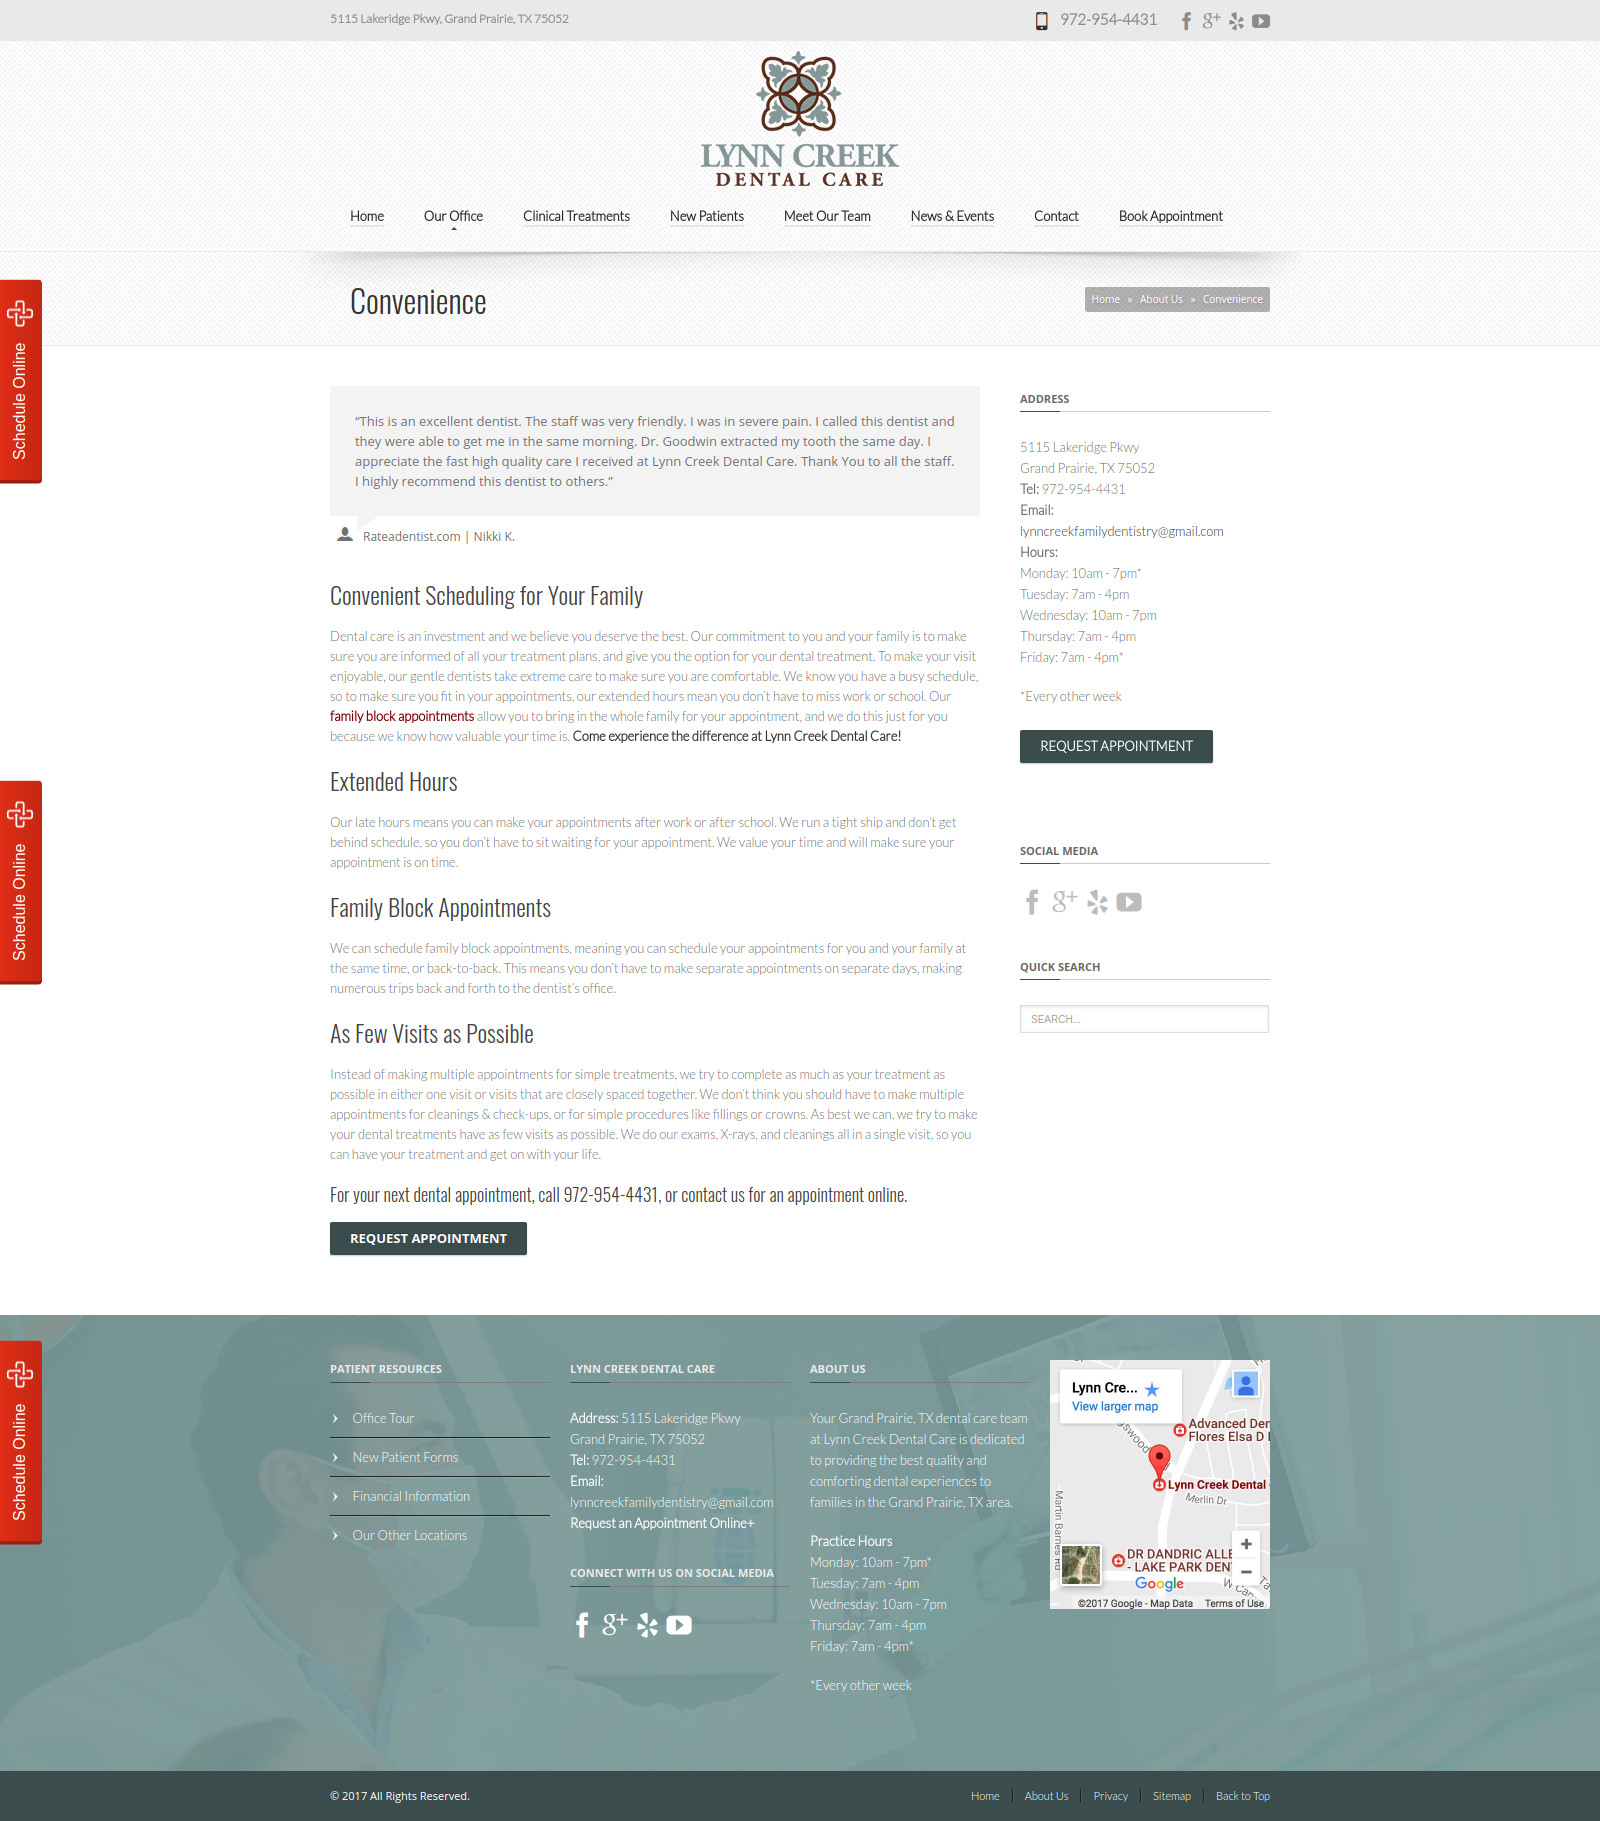 5115 Lakeridge Pkwy, Grand Prairie, TX 75052
972-954-4431
LYNN CREEK
DENTAL CARE
Home
Our Office
Clinical Treatments
New Patients
Meet Our Team
News & Events
Contact
Book Appointment
Convenience
Home » About Us » Convenience
Schedule Online
“This is an excellent dentist. The staff was very friendly. I was in severe pain. I called this dentist and
they were able to get me in the same morning. Dr. Goodwin extracted my tooth the same day. I
appreciate the fast high quality care I received at Lynn Creek Dental Care. Thank You to all the staff.
I highly recommend this dentist to others.”
Rateadentist.com | Nikki K.
Convenient Scheduling for Your Family
Dental care is an investment and we believe you deserve the best. Our commitment to you and your family is to make
sure you are informed of all your treatment plans, and give you the option for your dental treatment. To make your visit
enjoyable, our gentle dentists take extreme care to make sure you are comfortable. We know you have a busy schedule,
so to make sure you fit in your appointments, our extended hours mean you don’t have to miss work or school. Our
family block appointments allow you to bring in the whole family for your appointment, and we do this just for you
because we know how valuable your time is. Come experience the difference at Lynn Creek Dental Care!
Extended Hours
Our late hours means you can make your appointments after work or after school. We run a tight ship and don’t get
behind schedule, so you don’t have to sit waiting for your appointment. We value your time and will make sure your
appointment is on time.
Schedule Online
Family Block Appointments
We can schedule family block appointments, meaning you can schedule your appointments for you and your family at
the same time, or back-to-back. This means you don’t have to make separate appointments on separate days, making
numerous trips back and forth to the dentist’s office.
As Few Visits as Possible
Instead of making multiple appointments for simple treatments, we try to complete as much as your treatment as
possible in either one visit or visits that are closely spaced together. We don’t think you should have to make multiple
appointments for cleanings & check-ups, or for simple procedures like fillings or crowns. As best we can, we try to make
your dental treatments have as few visits as possible. We do our exams, X-rays, and cleanings all in a single visit, so you
can have your treatment and get on with your life.
For your next dental appointment, call 972-954-4431, or contact us for an appointment online.
REQUEST APPOINTMENT
ADDRESS
5115 Lakeridge Pkwy
Grand Prairie, TX 75052
Tel: 972-954-4431
Email:
lynncreekfamilydentistry@gmail.com
Hours:
Monday: 10am - 7pm*
Tuesday: 7am - 4pm
Wednesday: 10am - 7pm
Thursday: 7am - 4pm
Friday: 7am - 4pm*
*Every other week
REQUEST APPOINTMENT
SOCIAL MEDIA
QUICK SEARCH
SEARCH...
Schedule Online
PATIENT RESOURCES
Office Tour
New Patient Forms
Financial Information
Our Other Locations
LYNN CREEK DENTAL CARE
Address: 5115 Lakeridge Pkwy
Grand Prairie, TX 75052
Tel: 972-954-4431
Email:
lynncreekfamilydentistry@gmail.com
Request an Appointment Online+
CONNECT WITH US ON SOCIAL MEDIA
ABOUT US
Your Grand Prairie, TX dental care team
at Lynn Creek Dental Care is dedicated
to providing the best quality and
comforting dental experiences to
families in the Grand Prairie, TX area.
Practice Hours
Monday: 10am - 7pm*
Tuesday: 7am - 4pm
Wednesday: 10am - 7pm
Thursday: 7am - 4pm
Friday: 7am - 4pm*
*Every other week
Lynn Cre...
View larger map
Advanced Den
Flores Elsa D
Lynn Creek Dental
Merlin Dr
Martin Barnes Rd
DR DANDRIC ALLE
- LAKE PARK DEN
Google
W Car
©2017 Google - Map Data
Terms of Use
© 2017 All Rights Reserved.
Home
About Us
Privacy
Sitemap
Back to Top